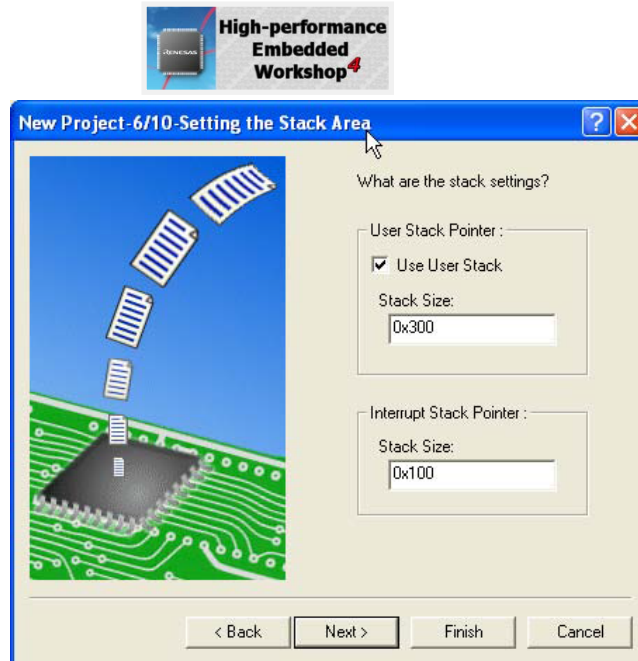 RENESAS
High-performance
Embedded
Workshop4
New Project-6/10-Setting the Stack Area
What are the stack settings?
User Stack Pointer :
Use User Stack
Stack Size:
0x300
Interrupt Stack Pointer :
Stack Size:
0x100
< Back
Next >
Finish
Cancel